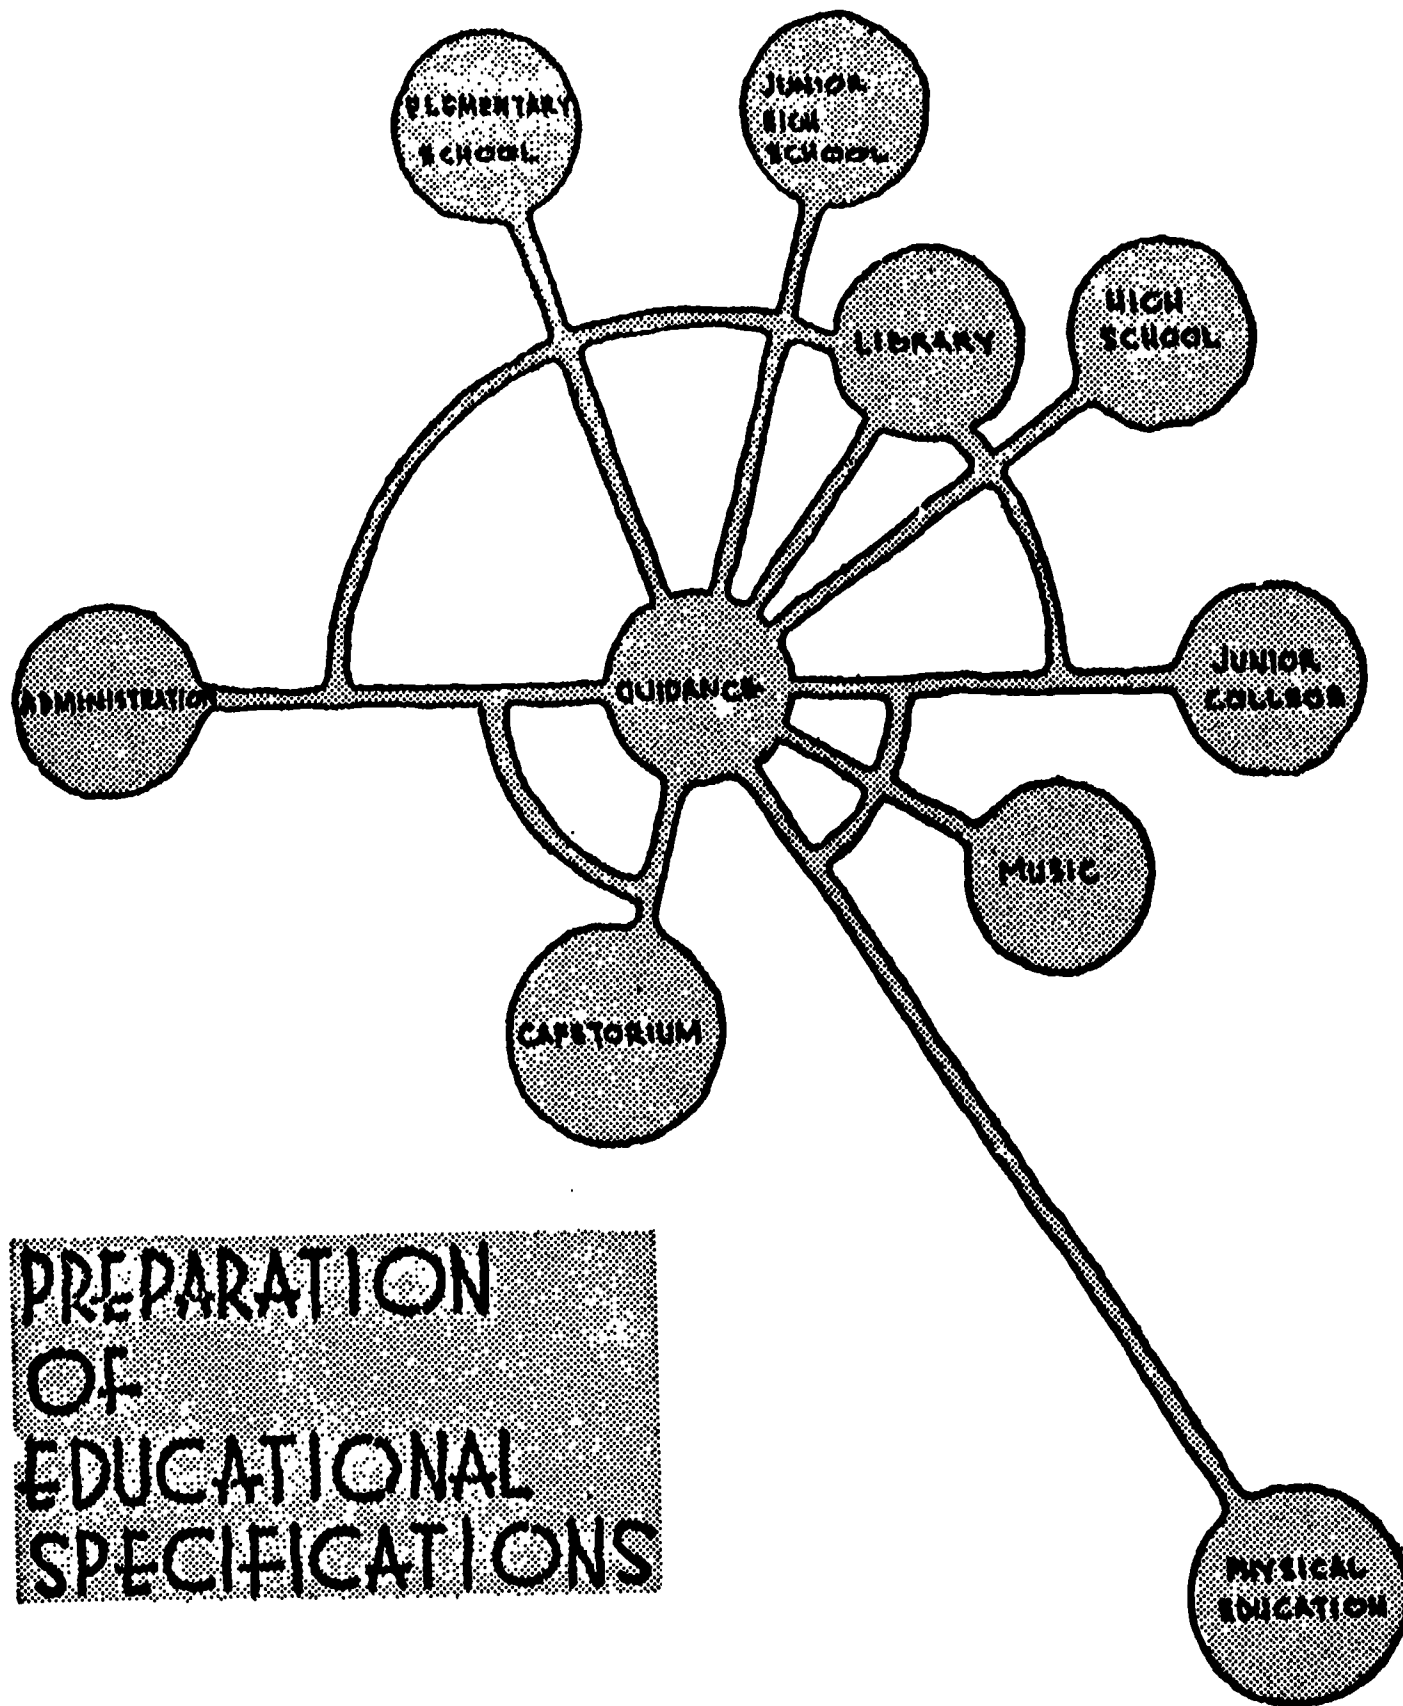 ELEMENTARY
SCHOOL
JUNIOR
HIGH
SCHOOL
LIBRARY
HIGH
SCHOOL
ADMINISTRATION
GUIDANCE
JUNIOR
COLLEGE
MUSIC
CAFETORIUM
PREPARATION
OF
EDUCATIONAL
SPECIFICATIONS
PHYSICAL
EDUCATION